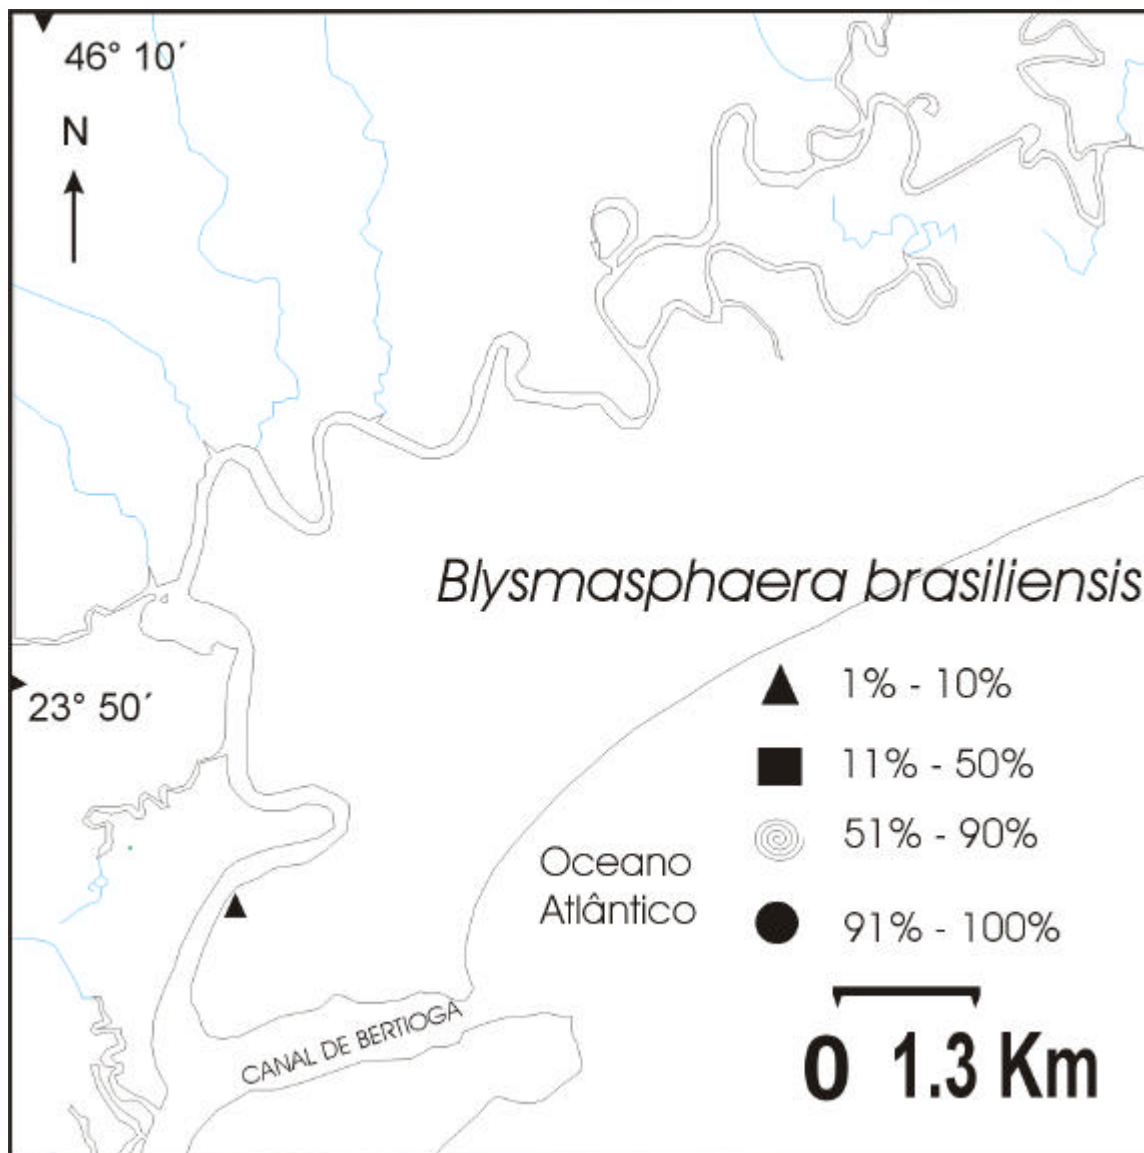 46° 10´
N
Blysmasphaera brasiliensis
23° 50´
1% - 10%
11% - 50%
51% - 90%
91% - 100%
Oceano
Atlântico
CANAL DE BERTIOGA
0 1.3 Km